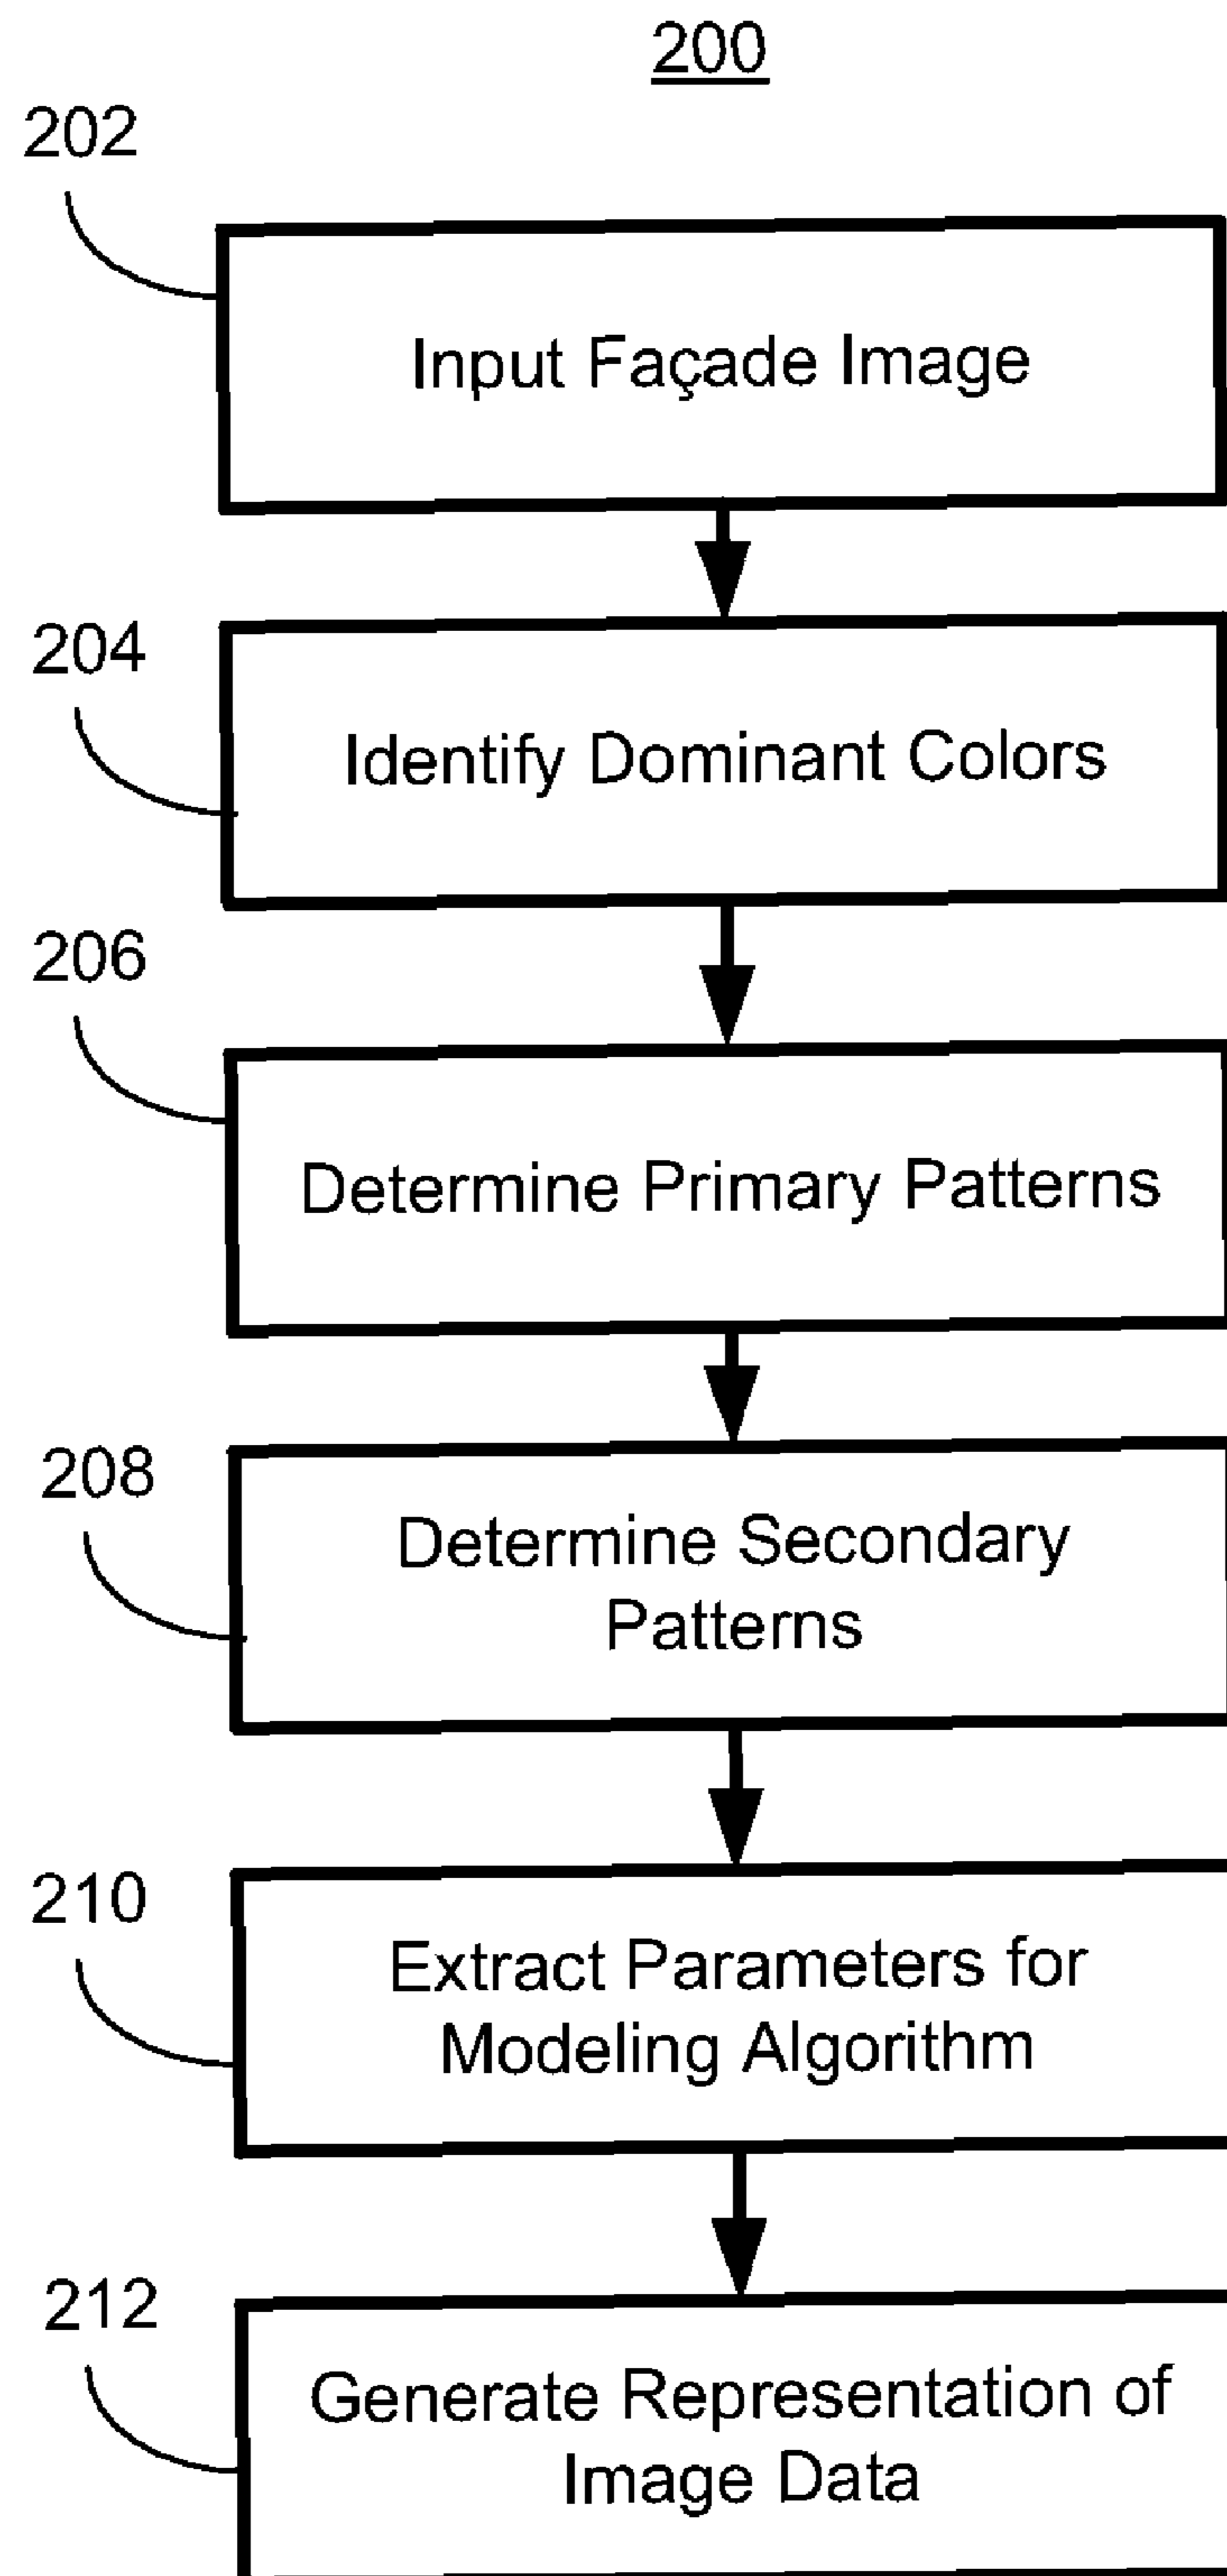 200
202
Input Façade Image
204
Identify Dominant Colors
206
Determine Primary Patterns
208
Determine Secondary
Patterns
210
Extract Parameters for
Modeling Algorithm
212
Generate Representation of
Image Data